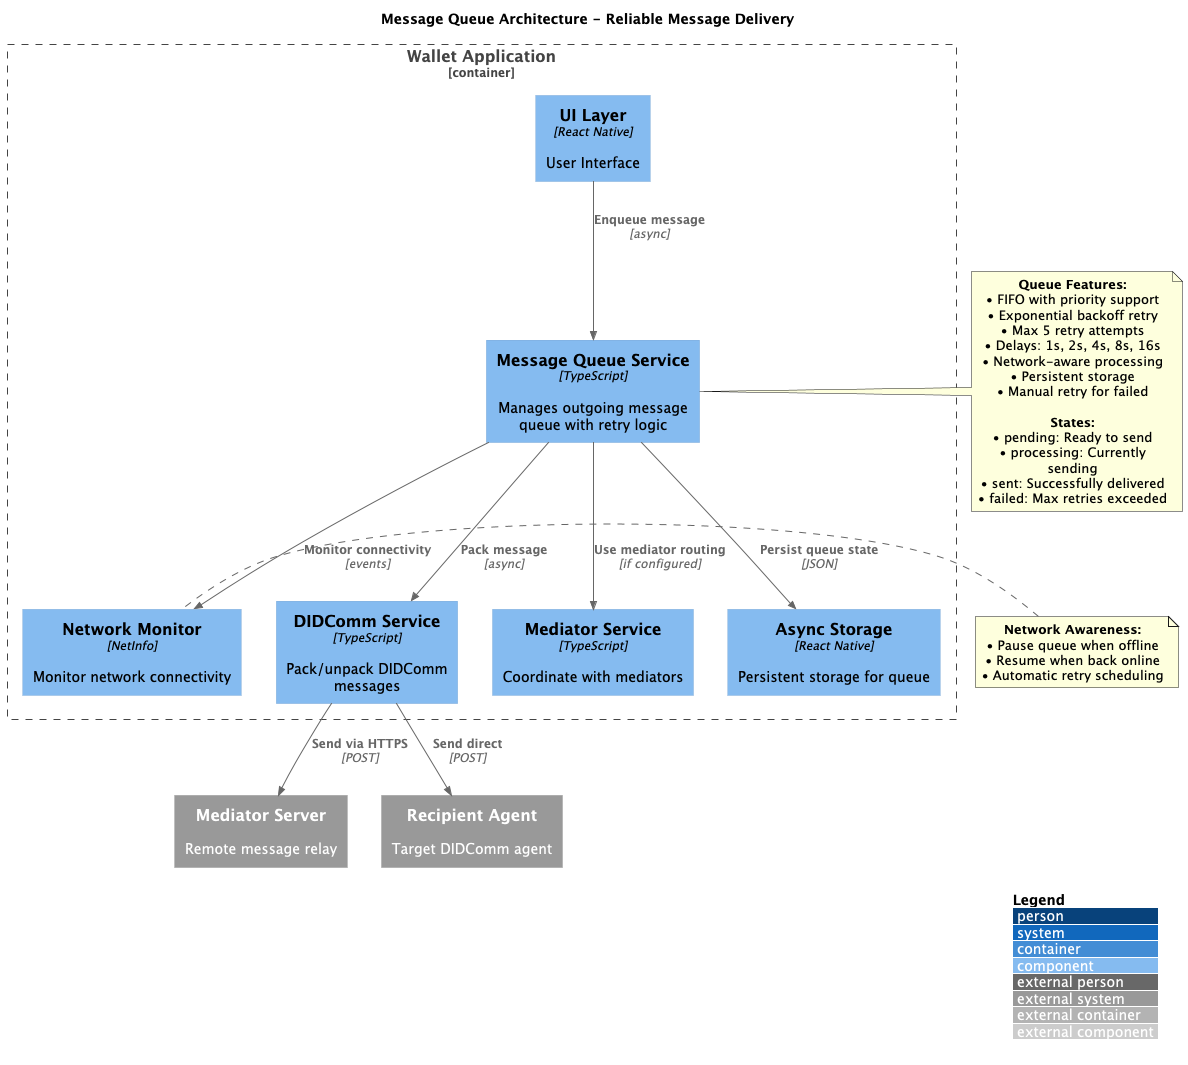 Message Queue Architecture – Reliable Message Delivery
Wallet Application
[container]
UI Layer
[React Native]
User Interface
Enqueue message
[async]
Message Queue Service
[TypeScript]
Manages outgoing message
queue with retry logic
Queue Features:
• FIFO with priority support
• Exponential backoff retry
• Max 5 retry attempts
• Delays: 1s, 2s, 4s, 8s, 16s
• Network-aware processing
• Persistent storage
• Manual retry for failed
States:
• pending: Ready to send
• processing: Currently
sending
• sent: Successfully delivered
• failed: Max retries exceeded
Monitor connectivity
[events]
Pack message
[async]
Use mediator routing
[if configured]
Persist queue state
[JSON]
Network Monitor
[NetInfo]
Monitor network connectivity
DIDComm Service
[TypeScript]
Pack/unpack DIDComm
messages
Mediator Service
[TypeScript]
Coordinate with mediators
Async Storage
[React Native]
Persistent storage for queue
Network Awareness:
• Pause queue when offline
• Resume when back online
• Automatic retry scheduling
Send via HTTPS
[POST]
Send direct
[POST]
Mediator Server
Remote message relay
Recipient Agent
Target DIDComm agent
Legend
person
system
container
component
external person
external system
external container
external component